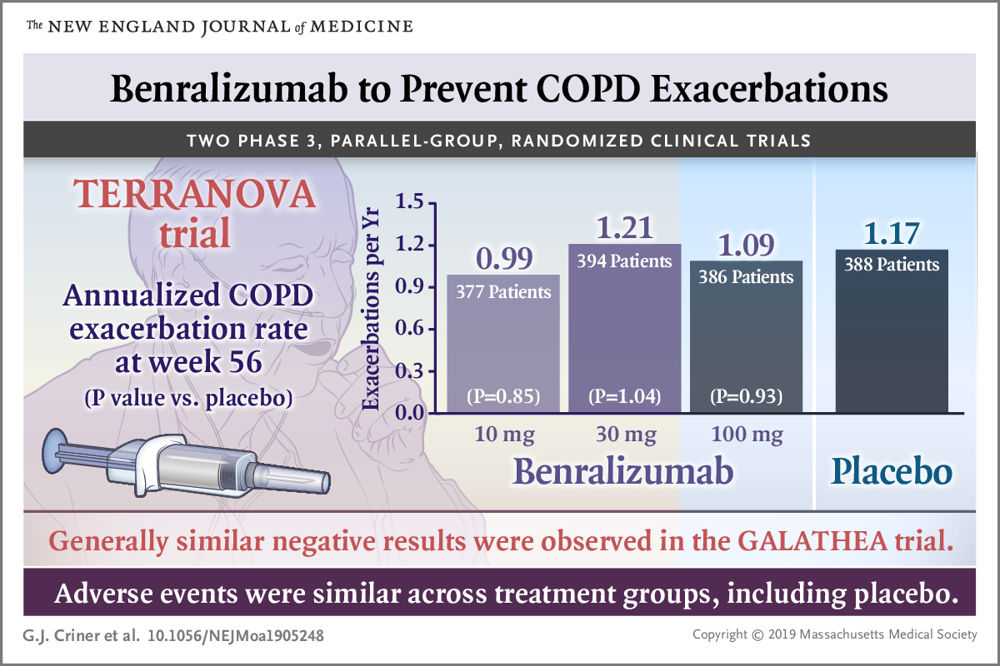 The NEW ENGLAND JOURNAL of MEDICINE
Benralizumab to Prevent COPD Exacerbations
TWO PHASE 3, PARALLEL-GROUP, RANDOMIZED CLINICAL TRIALS
TERRANOVA
trial
Annualized COPD
exacerbation rate
at week 56
(P value vs. placebo)
Exacerbations per Yr
1.5
1.2
0.9
0.6
0.3
0.0
0.99
377 Patients
(P=0.85)
10 mg
1.21
394 Patients
(P=1.04)
30 mg
1.09
386 Patients
(P=0.93)
100 mg
Benralizumab
1.17
388 Patients
Placebo
Generally similar negative results were observed in the GALATHEA trial.
Adverse events were similar across treatment groups, including placebo.
G.J. Criner et al. 10.1056/NEJMoa1905248
Copyright © 2019 Massachusetts Medical Society